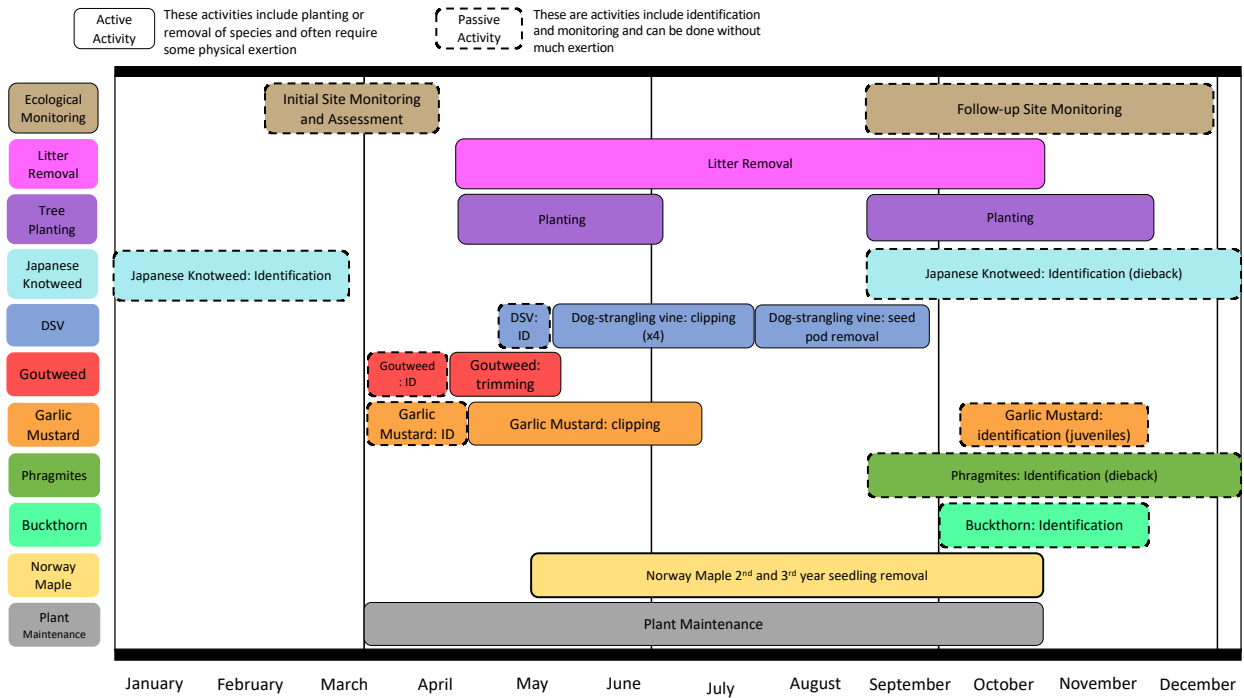 Active
Activity
These activities include planting or
removal of species and often require
some physical exertion
Passive
Activity
These are activities include identification
and monitoring and can be done without
much exertion
Ecological
Monitoring
Initial Site Monitoring
and Assessment
Follow-up Site Monitoring
Litter
Removal
Litter Removal
Tree
Planting
Planting
Planting
Japanese
Knotweed
Japanese Knotweed: Identification
Japanese Knotweed: Identification (dieback)
DSV
DSV:
ID
Dog-strangling vine: clipping
(x4)
Dog-strangling vine: seed
pod removal
Goutweed
Goutweed
: ID
Goutweed:
trimming
Garlic
Mustard
Garlic
Mustard: ID
Garlic Mustard: clipping
Garlic Mustard:
identification (juveniles)
Phragmites
Phragmites: Identification (dieback)
Buckthorn
Buckthorn: Identification
Norway
Maple
Norway Maple 2nd and 3rd year seedling removal
Plant
Maintenance
Plant Maintenance
January February March April May June July August September October November December